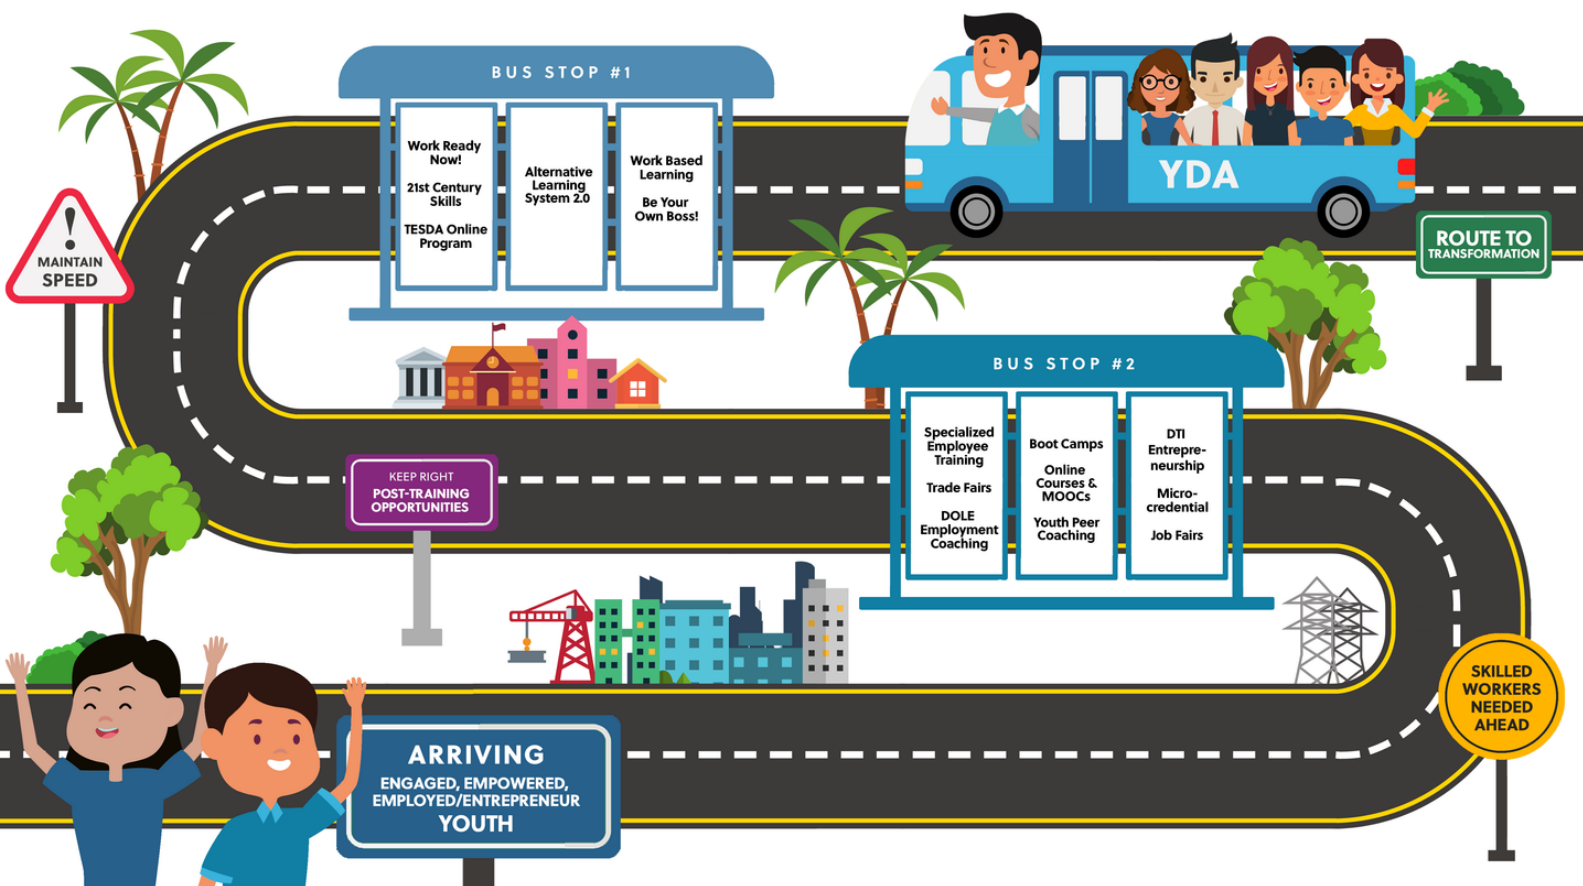 BUS STOP #1
Work Ready
Now!
21st Century
Skills
TESDA Online
Program
Alternative
Learning
System 2.0
Work Based
Learning
Be Your
Own Boss!
YDA
ROUTE TO
TRANSFORMATION
!
MAINTAIN
SPEED
BUS STOP #2
Specialized
Employee
Training
Trade Fairs
DOLE
Employment
Coaching
Boot Camps
Online
Courses &
MOOCs
Youth Peer
Coaching
DTI
Entrepre-
neurship
Micro-
credential
Job Fairs
KEEP RIGHT
POST-TRAINING
OPPORTUNITIES
SKILLED
WORKERS
NEEDED
AHEAD
ARRIVING
ENGAGED, EMPOWERED,
EMPLOYED/ENTREPRENEUR
YOUTH